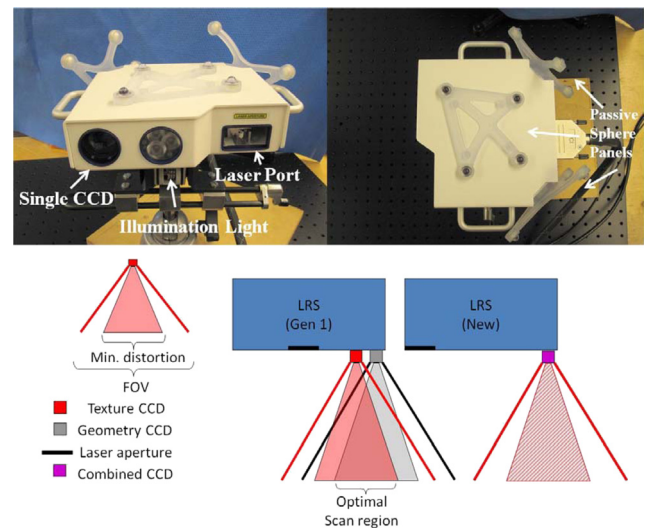 Single CCD
Illumination Light
Laser Port
Passive
Sphere
Panels
Min. distortion
FOV
Texture CCD
Geometry CCD
Laser aperture
Combined CCD
LRS
(Gen 1)
LRS
(New)
Optimal
Scan region